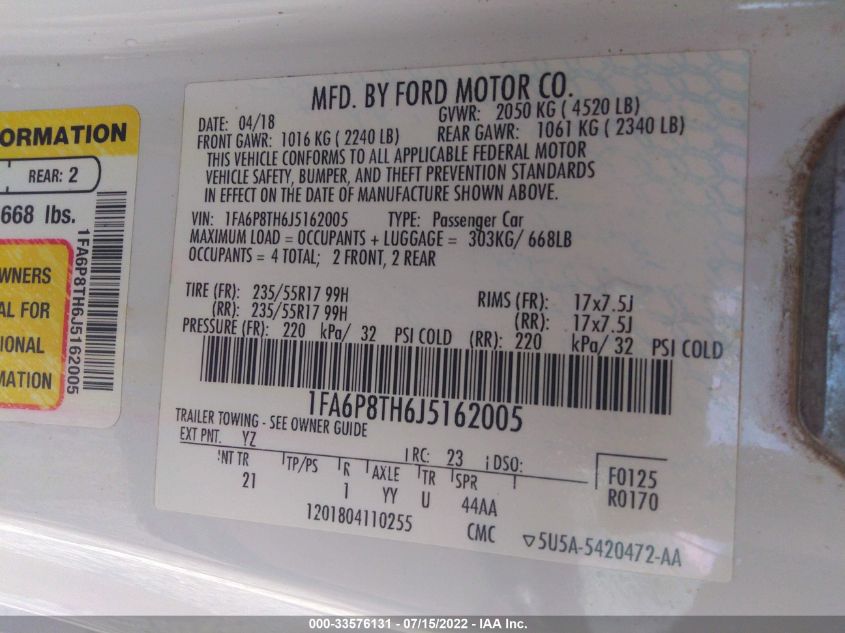 MFD. BY FORD MOTOR CO.
DATE: 04/18 GVWR: 2050 KG ( 4520 LB)
FRONT GAWR: 1016 KG ( 2240 LB) REAR GAWR: 1061 KG ( 2340 LB)
THIS VEHICLE CONFORMS TO ALL APPLICABLE FEDERAL MOTOR
VEHICLE SAFETY, BUMPER, AND THEFT PREVENTION STANDARDS
IN EFFECT ON THE DATE OF MANUFACTURE SHOWN ABOVE.
VIN: 1FA6P8TH6J5162005 TYPE: Passenger Car
MAXIMUM LOAD = OCCUPANTS + LUGGAGE = 303KG/ 668LB
OCCUPANTS = 4 TOTAL; 2 FRONT, 2 REAR
TIRE (FR): 235/55R17 99H RIMS (FR): 17x7.5J
(RR): 235/55R17 99H (RR): 17x7.5J
PRESSURE (FR): 220 kPa/ 32 PSI COLD (RR): 220 kPa/ 32 PSI COLD
1FA6P8TH6J5162005
TRAILER TOWING - SEE OWNER GUIDE
EXT PNT. YZ RC: 23 DSO:
INT TR TP/PS R AXLE TR SPR
21 1 YY U 44AA
F0125
R0170
1201804110255 CMC 5U5A-5420472-AA
ORMATION
REAR: 2
668 lbs.
WNERS
AL FOR
IONAL
MATION
1FA6P8TH6J5162005
000-33576131 - 07/15/2022 - IAA Inc.